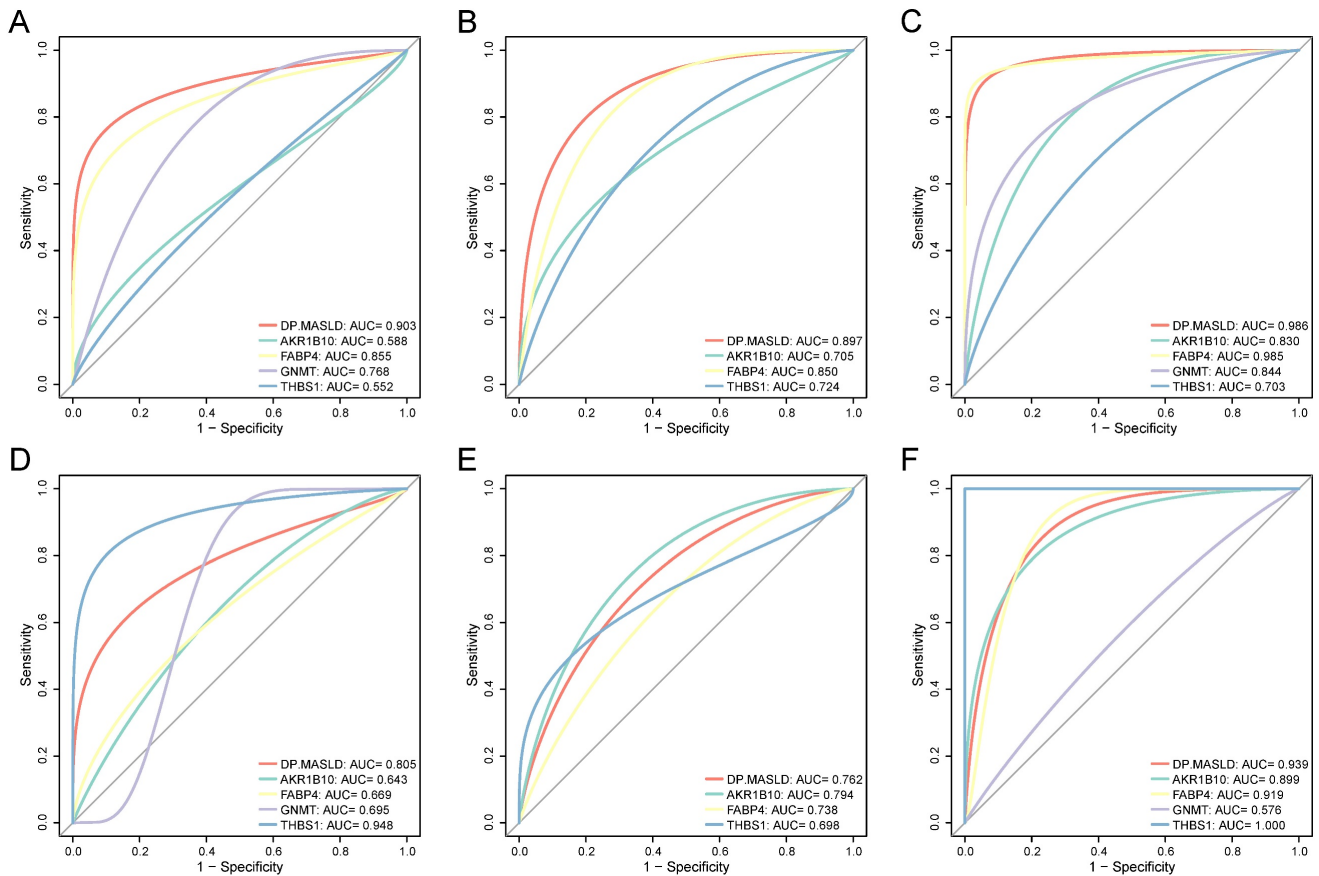 A
1.0
0.8
0.6
0.4
0.2
0.0
Sensitivity
DP.MASLD: AUC= 0.903
AKR1B10: AUC= 0.588
FABP4: AUC= 0.855
GNMT: AUC= 0.768
THBS1: AUC= 0.552
0.0 0.2 0.4 0.6 0.8 1.0
1 − Specificity
B
Sensitivity
1.0
0.8
0.6
0.4
0.2
0.0
DP.MASLD: AUC= 0.897
AKR1B10: AUC= 0.705
FABP4: AUC= 0.850
THBS1: AUC= 0.724
0.0 0.2 0.4 0.6 0.8 1.0
1 − Specificity
C
Sensitivity
1.0
0.8
0.6
0.4
0.2
0.0
DP.MASLD: AUC= 0.986
AKR1B10: AUC= 0.830
FABP4: AUC= 0.985
GNMT: AUC= 0.844
THBS1: AUC= 0.703
0.0 0.2 0.4 0.6 0.8 1.0
1 − Specificity
D
Sensitivity
1.0
0.8
0.6
0.4
0.2
0.0
DP.MASLD: AUC= 0.805
AKR1B10: AUC= 0.643
FABP4: AUC= 0.669
GNMT: AUC= 0.695
THBS1: AUC= 0.948
0.0 0.2 0.4 0.6 0.8 1.0
1 − Specificity
E
Sensitivity
1.0
0.8
0.6
0.4
0.2
0.0
DP.MASLD: AUC= 0.762
AKR1B10: AUC= 0.794
FABP4: AUC= 0.738
THBS1: AUC= 0.698
0.0 0.2 0.4 0.6 0.8 1.0
1 − Specificity
F
Sensitivity
1.0
0.8
0.6
0.4
0.2
0.0
DP.MASLD: AUC= 0.939
AKR1B10: AUC= 0.899
FABP4: AUC= 0.919
GNMT: AUC= 0.576
THBS1: AUC= 1.000
0.0 0.2 0.4 0.6 0.8 1.0
1 − Specificity